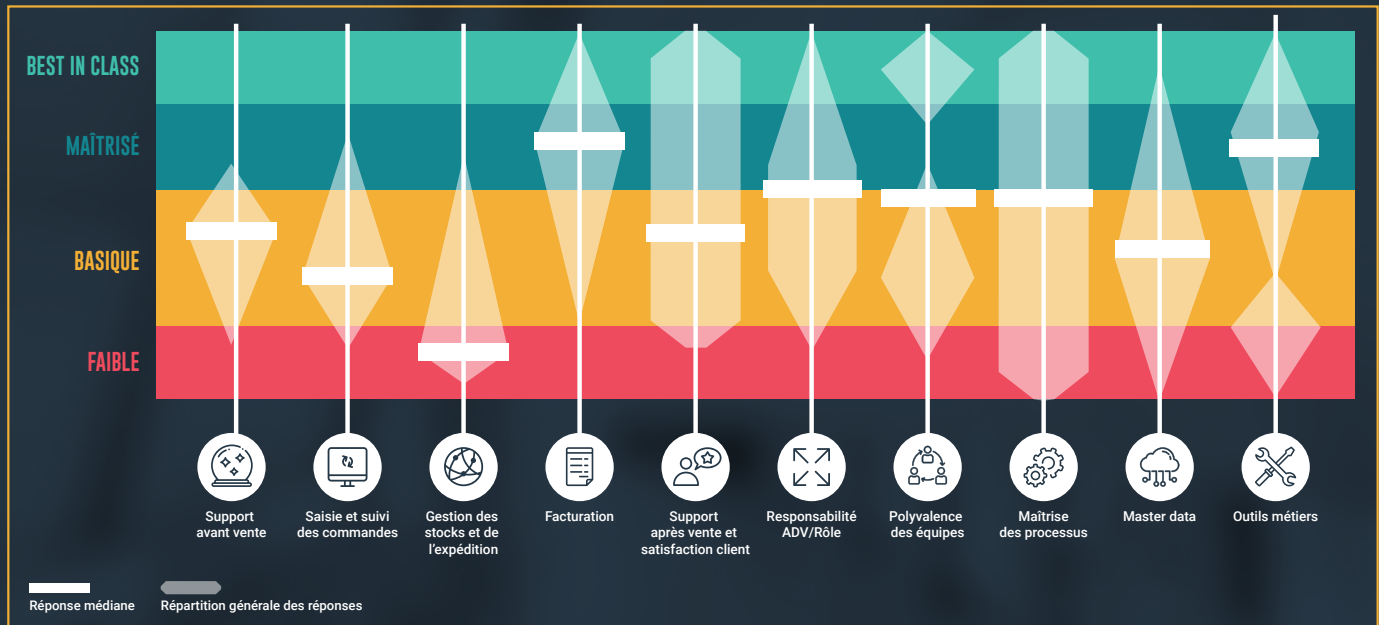 BEST IN CLASS
MAÎTRISÉ
BASIQUE
FAIBLE
Support
avant vente
Saisie et suivi
des commandes
Gestion des
stocks et de
l'expédition
Facturation
Support
après vente et
satisfaction client
Responsabilité
ADV/Rôle
Polyvalence
des équipes
Maîtrise
des processus
Master data
Outils métiers
Réponse médiane
Répartition générale des réponses